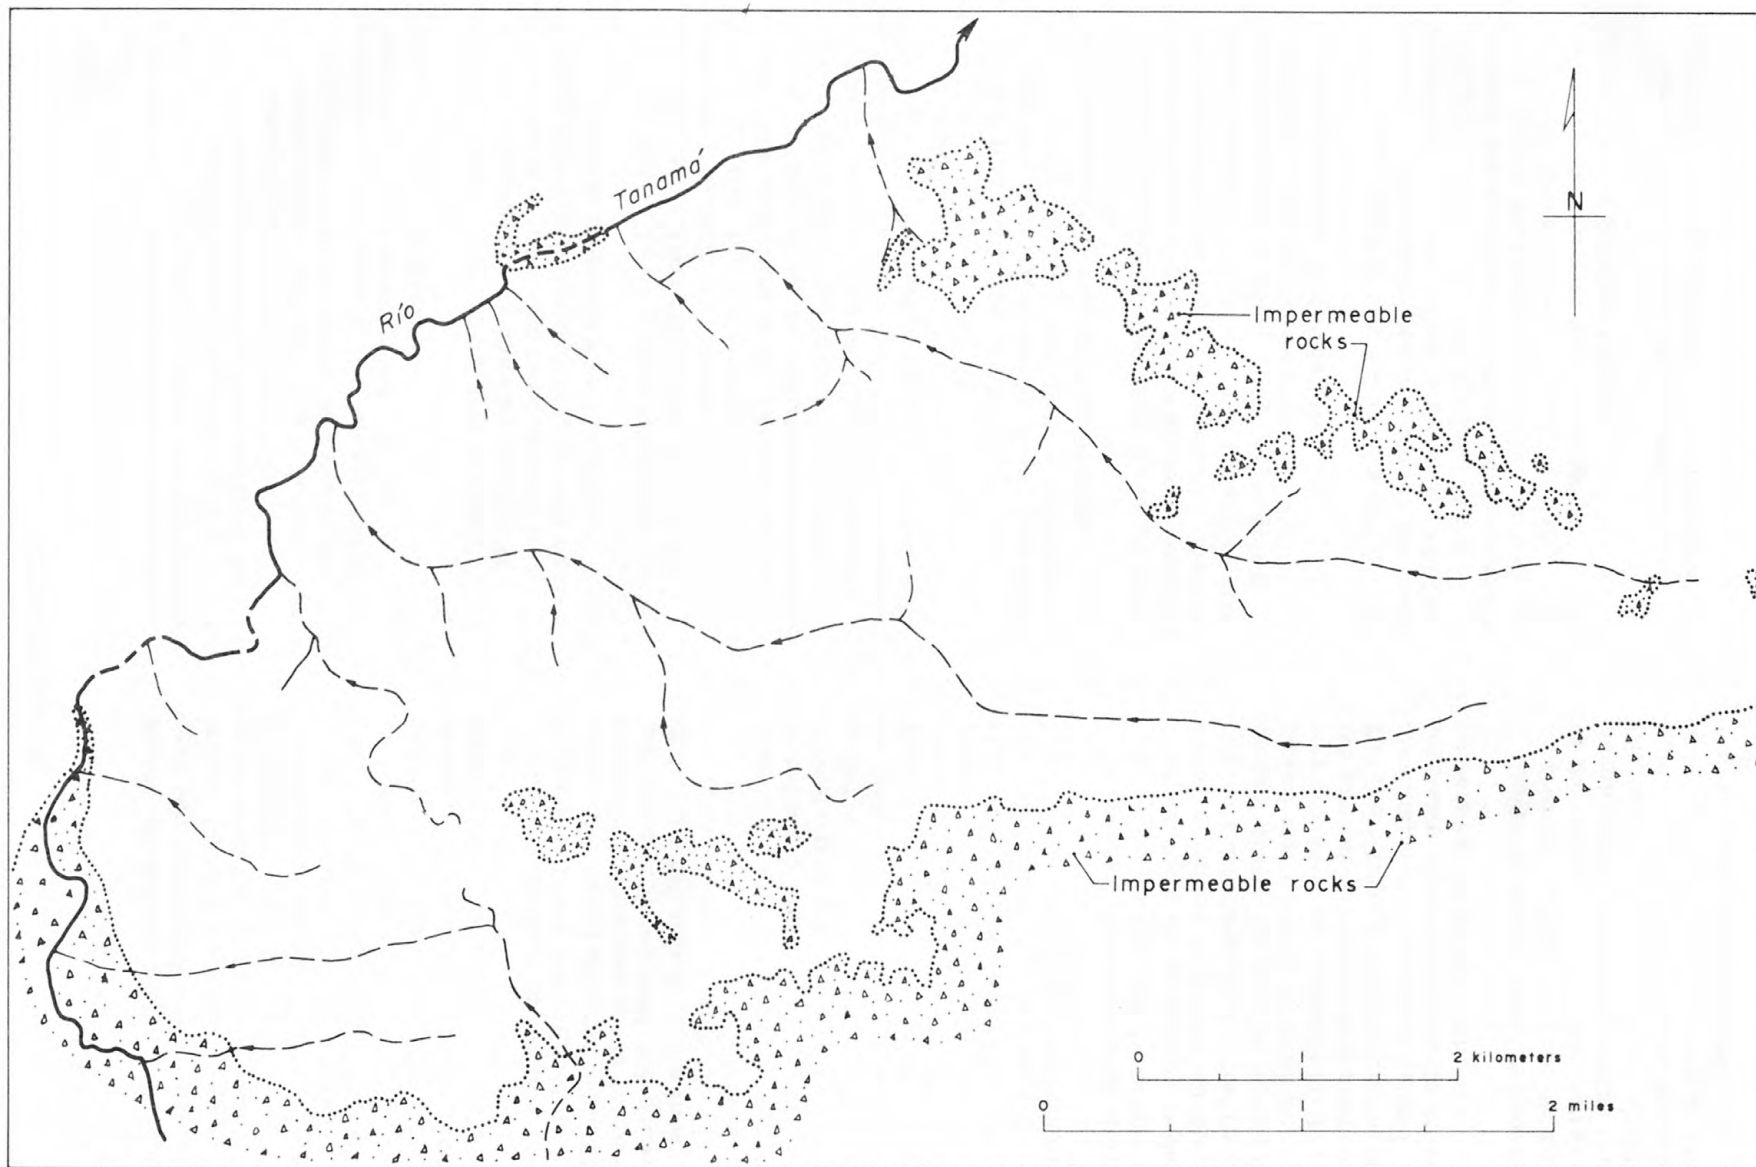 Río Tanamá
N
Impermeable
rocks
Impermeable rocks
0 1 2 kilometers
0 1 2 miles